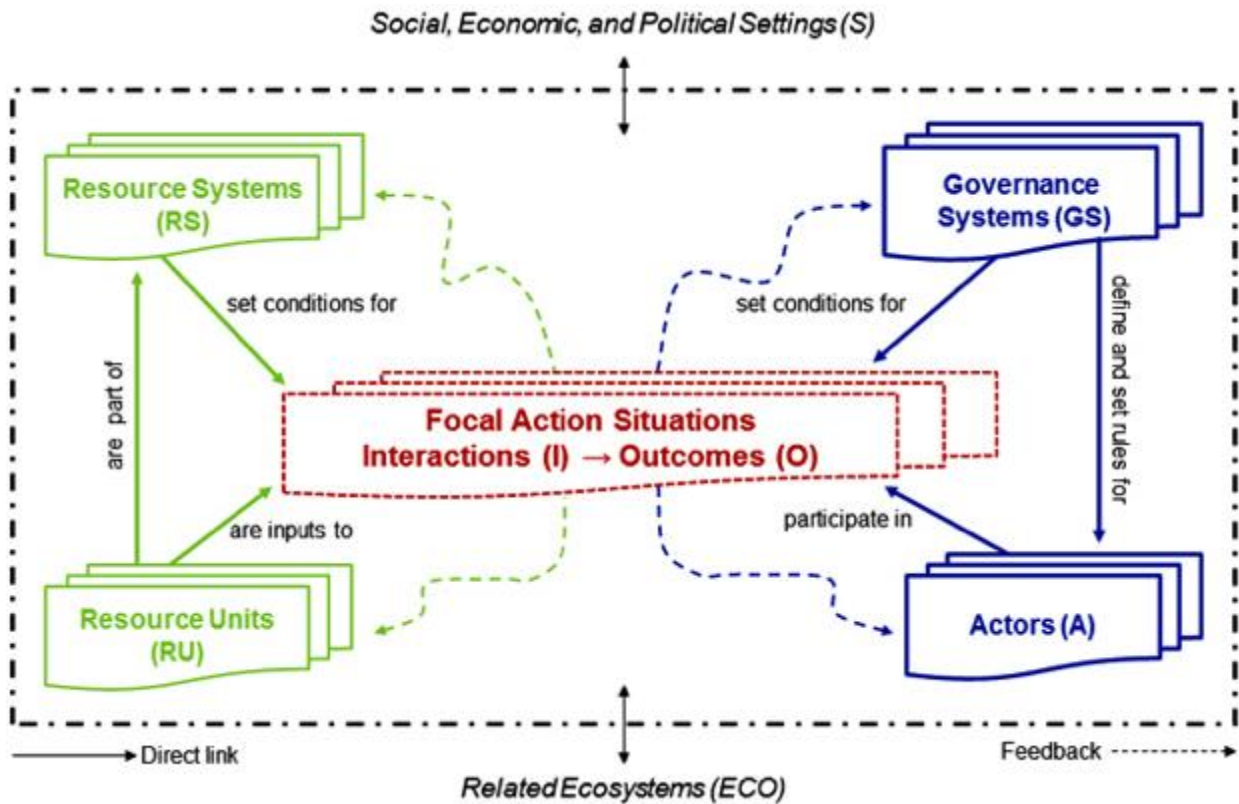 Social, Economic, and Political Settings (S)
Resource Systems
(RS)
Governance
Systems (GS)
set conditions for
set conditions for
define and set rules for
are part of
Focal Action Situations
Interactions (I) → Outcomes (O)
are inputs to
participate in
Resource Units
(RU)
Actors (A)
Direct link
Feedback
Related Ecosystems (ECO)